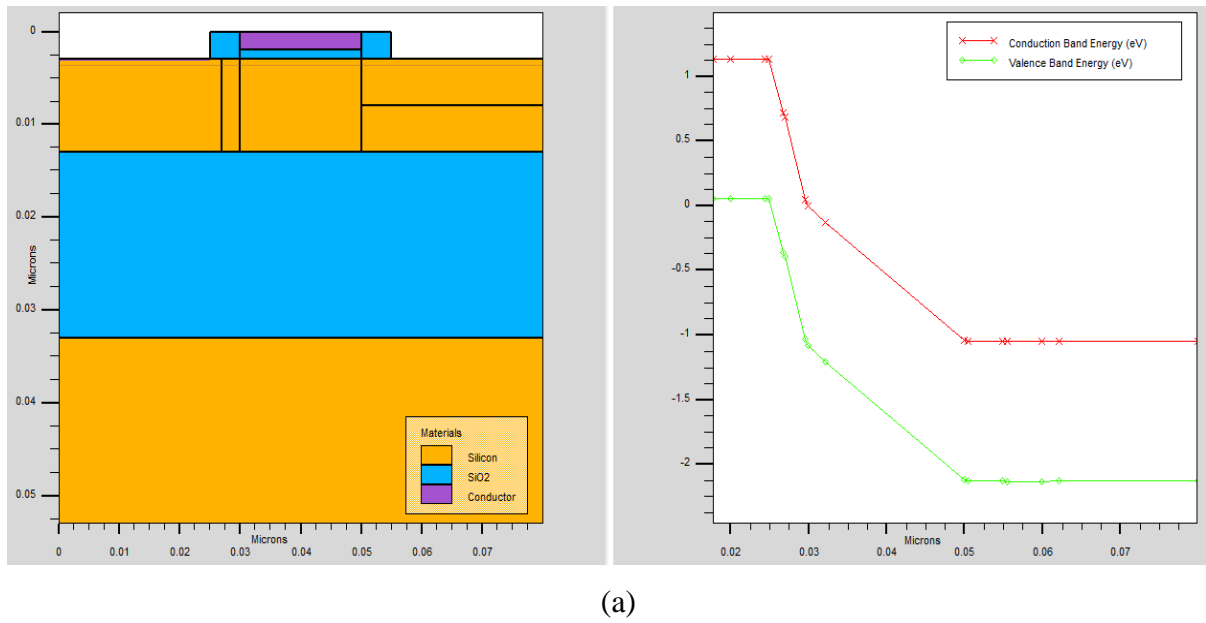 0
0.01
0.02
0.03
0.04
0.05
Microns
Materials
Silicon
SiO2
Conductor
Microns
0 0.01 0.02 0.03 0.04 0.05 0.06 0.07
Conduction Band Energy (eV)
Valence Band Energy (eV)
1
0.5
0
-0.5
-1
-1.5
-2
Microns
0.02 0.03 0.04 0.05 0.06 0.07
(a)